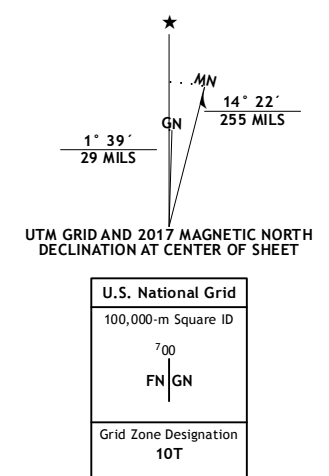 ★
MN
GN
14° 22´
255 MILS
1° 39´
29 MILS
UTM GRID AND 2017 MAGNETIC NORTH
DECLINATION AT CENTER OF SHEET
U.S. National Grid
100,000-m Square ID
⁷00
FN GN
Grid Zone Designation
10T